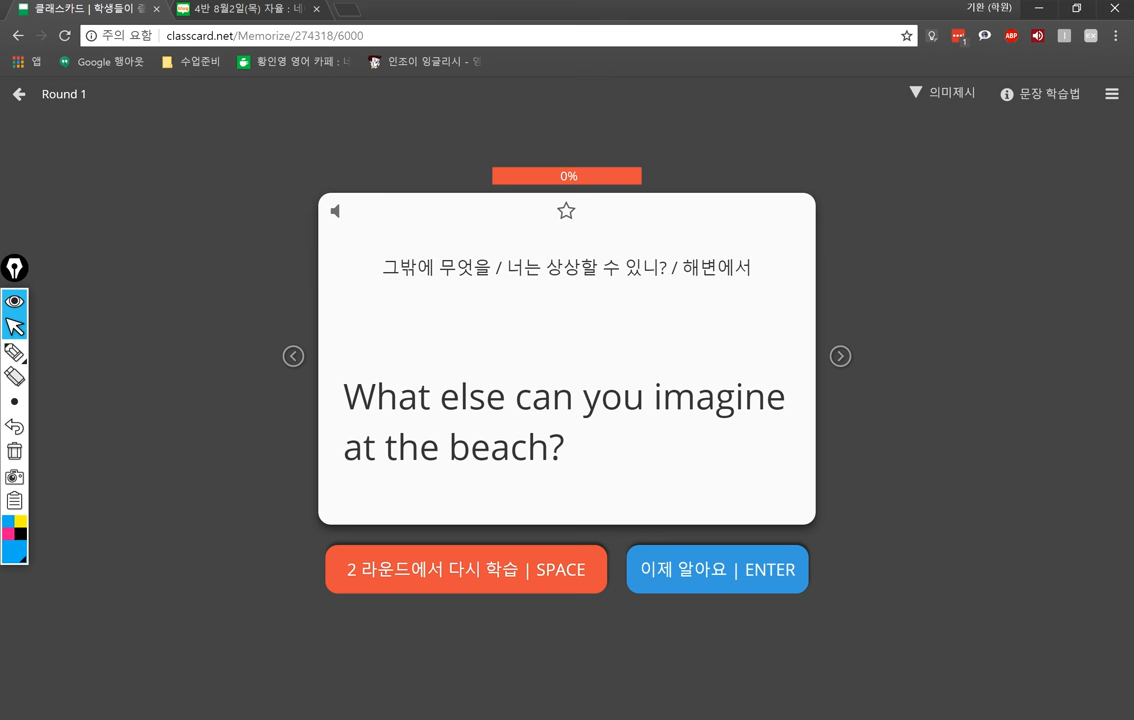 클래스카드 | 학생들이
4반 8월2일(목) 자율 : 네
기환 (학원)
주의 요함
classcard.net/Memorize/274318/6000
1
ABP
앱
Google 행아웃
수업준비
황인영 영어 카페 : 네
인조이 잉글리시 -
Round 1
▼ 의미제시
문장 학습법
0%
그밖에 무엇을 / 너는 상상할 수 있니? / 해변에서
What else can you imagine
at the beach?
2 라운드에서 다시 학습 | SPACE
이제 알아요 | ENTER